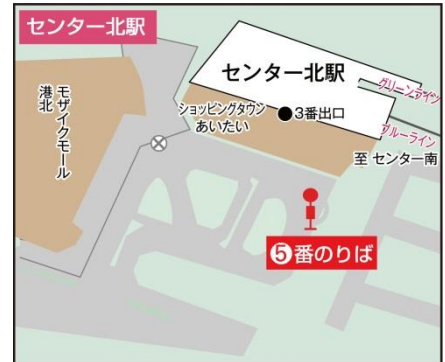 センター北駅
センター北駅
グリーンライン
ショッピングタウン
あいたい
●3番出口
ブルーライン
至 センター南
モザイクモール
港北
❺番のりば